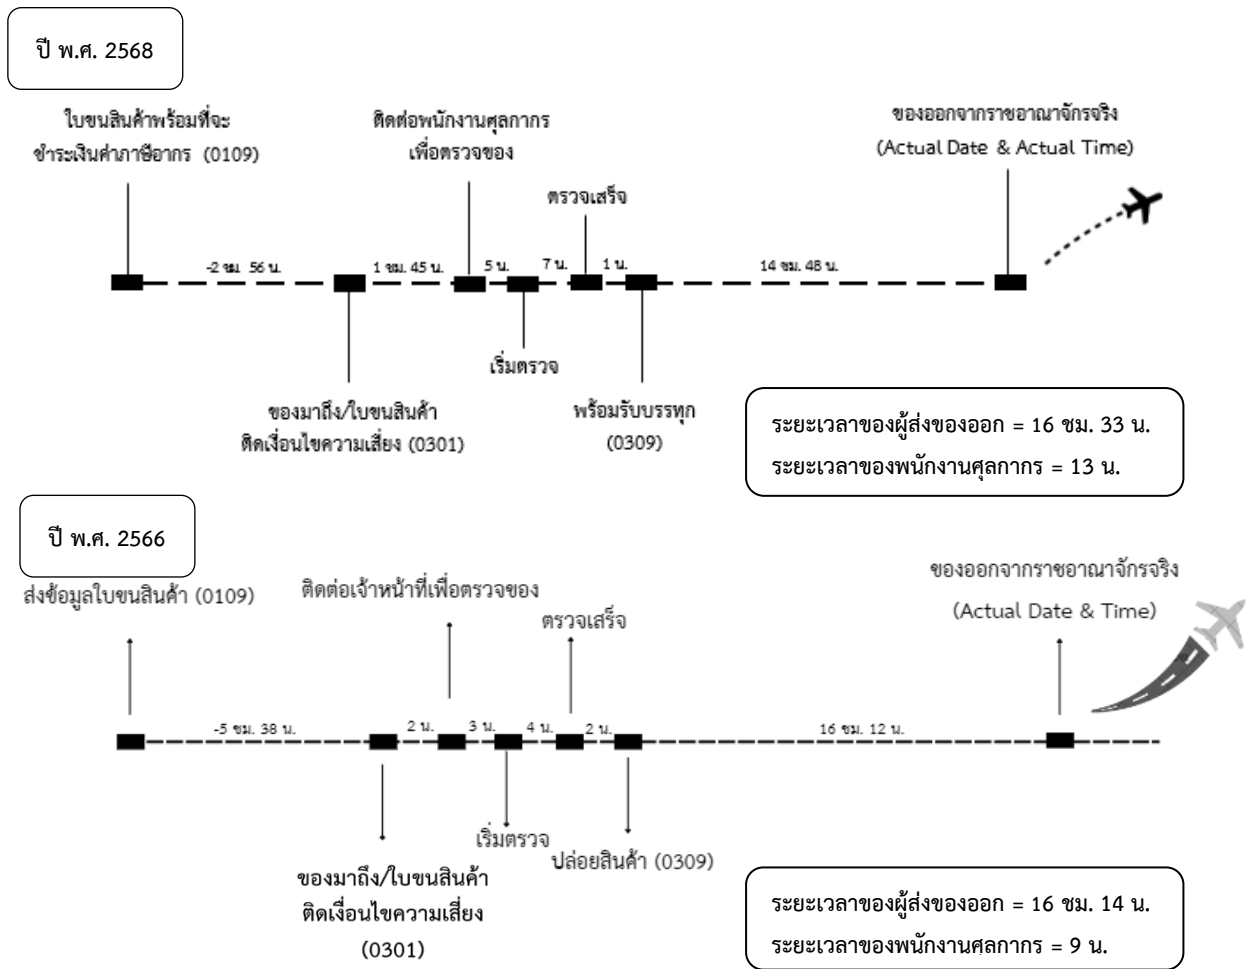 ปี พ.ศ. 2568
ใบขนสินค้าพร้อมที่จะ
ชำระเงินค่าภาษีอากร (0109)
ติดต่อพนักงานศุลกากร
เพื่อตรวจของ
ตรวจเสร็จ
ของออกจากราชอาณาจักรจริง
(Actual Date & Actual Time)
-2 ชม. 56 น.
1 ชม. 45 น.
5 น.
7 น.
1 น.
14 ชม. 48 น.
เริ่มตรวจ
ของมาถึง/ใบขนสินค้า
ติดเงื่อนไขความเสี่ยง (0301)
พร้อมรับบรรทุก
(0309)
ระยะเวลาของผู้ส่งของออก = 16 ชม. 33 น.
ระยะเวลาของพนักงานศุลกากร = 13 น.
ปี พ.ศ. 2566
ส่งข้อมูลใบขนสินค้า (0109)
ติดต่อเจ้าหน้าที่เพื่อตรวจของ
ตรวจเสร็จ
ของออกจากราชอาณาจักรจริง
(Actual Date & Time)
-5 ชม. 38 น.
2 น.
3 น.
4 น.
2 น.
16 ชม. 12 น.
เริ่มตรวจ
ปล่อยสินค้า (0309)
ของมาถึง/ใบขนสินค้า
ติดเงื่อนไขความเสี่ยง
(0301)
ระยะเวลาของผู้ส่งของออก = 16 ชม. 14 น.
ระยะเวลาของพนักงานศุลกากร = 9 น.